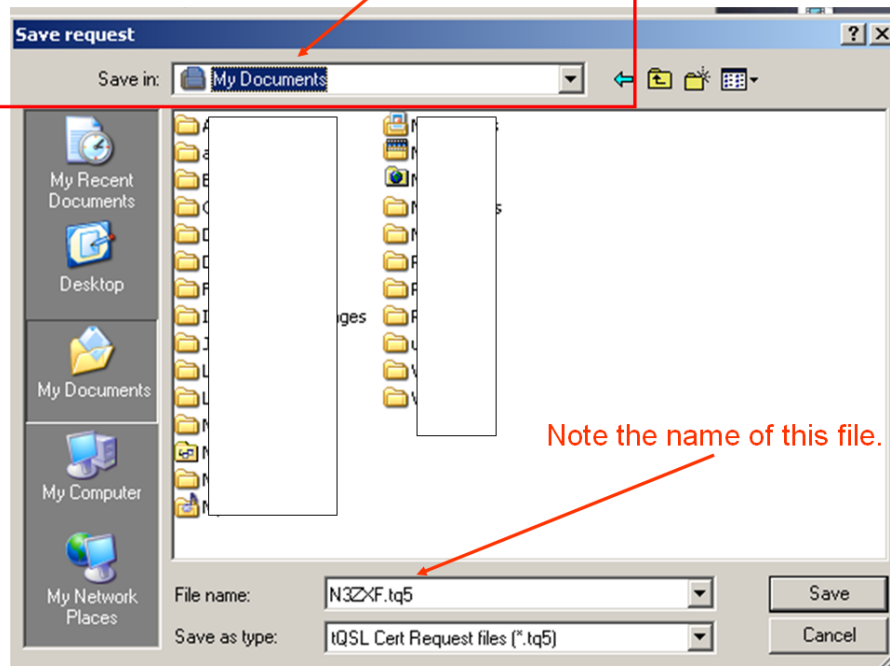 Save request
Save in: My Documents
My Recent
Documents
Desktop
My Documents
My Computer
My Network
Places
Note the name of this file.
File name: N3ZXF.tq5
Save
Save as type: tQSL Cert Request files (*.tq5)
Cancel